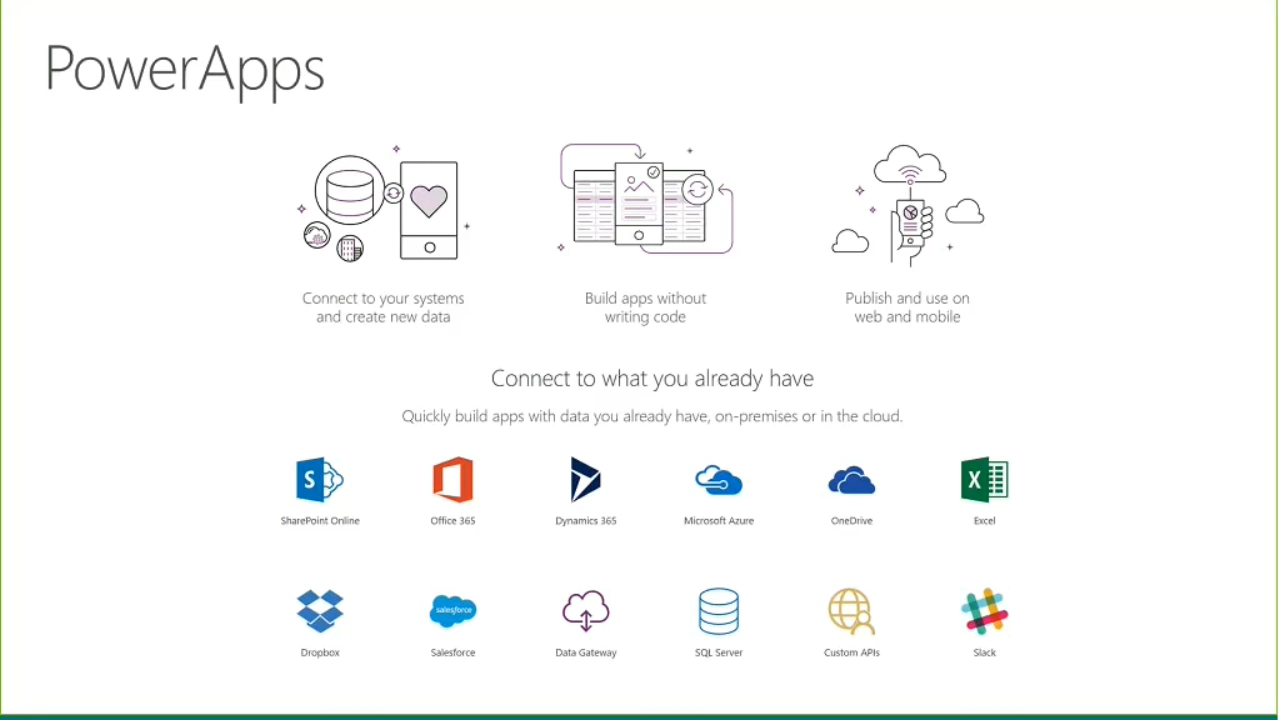 PowerApps
Connect to your systems
and create new data
Build apps without
writing code
Publish and use on
web and mobile
Connect to what you already have
Quickly build apps with data you already have, on-premises or in the cloud.
S
X
SharePoint Online
Office 365
Dynamics 365
Microsoft Azure
OneDrive
Excel
salesforce
Dropbox
Salesforce
Data Gateway
SQL Server
Custom APIs
Slack